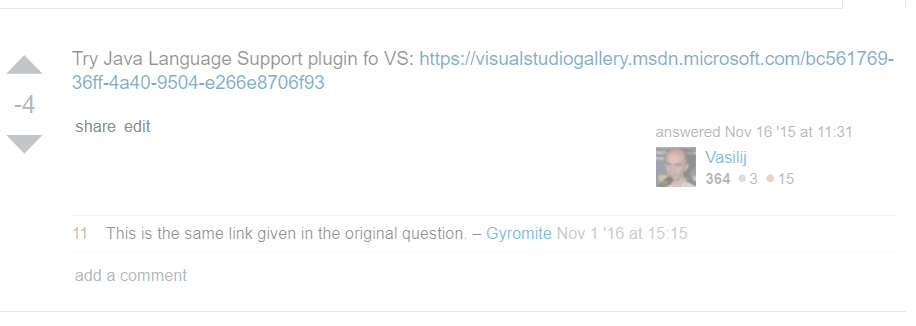 Try Java Language Support plugin fo VS: https://visualstudiogallery.msdn.microsoft.com/bc561769-
36ff-4a40-9504-e266e8706f93
-4
share edit
answered Nov 16 '15 at 11:31
Vasilij
364 ●3 ●15
11 This is the same link given in the original question. – Gyromite Nov 1 '16 at 15:15
add a comment